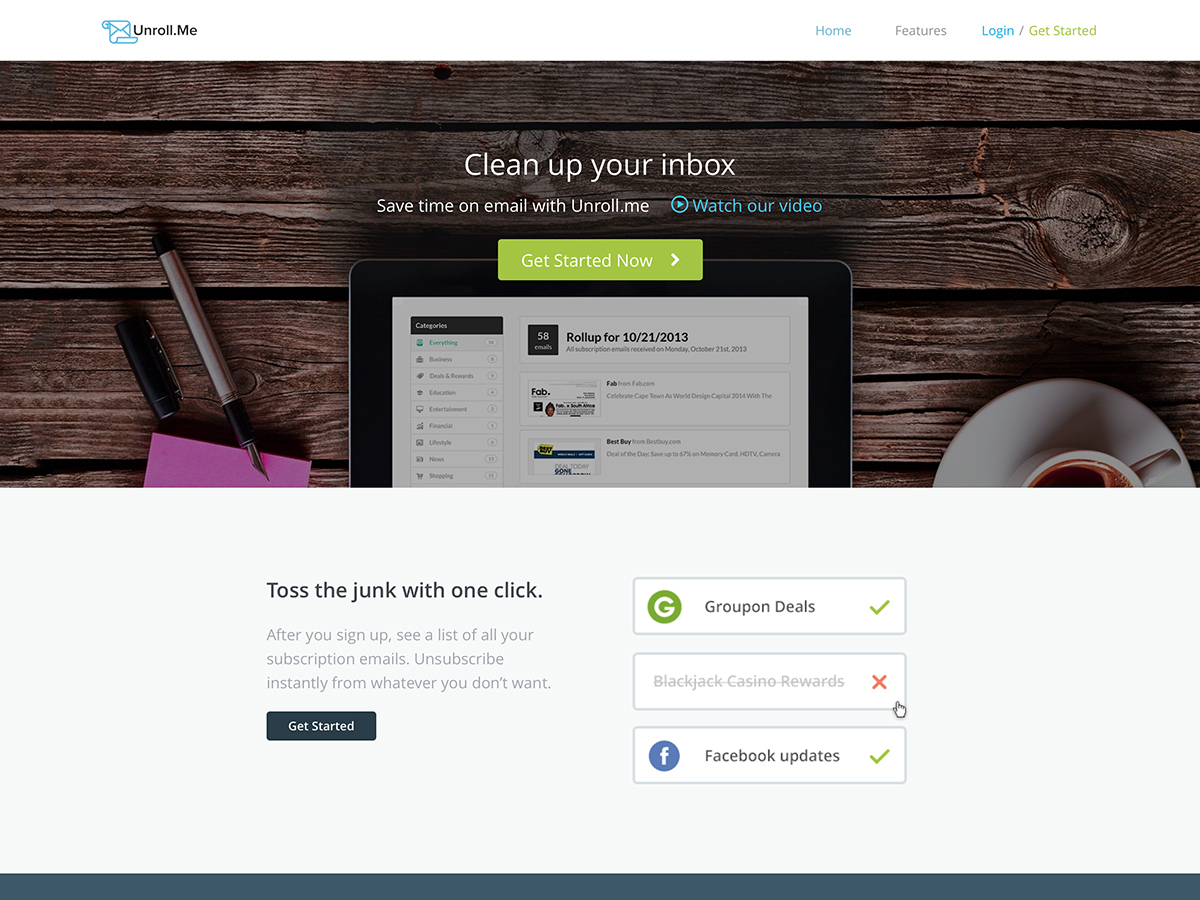 Unroll.Me
Home
Features
Login / Get Started
Clean up your inbox
Save time on email with Unroll.me
Watch our video
Get Started Now
Categories
Everything
Business
Deals & Rewards
Education
Entertainment
Financial
Lifestyle
News
Shopping
58
emails
Rollup for 10/21/2013
All subscription emails received on Monday, October 21st, 2013
Fab.
Fab from Fab.com
Celebrate Cape Town As World Design Capital 2014 With The
Best Buy from Bestbuy.com
Deal of the Day: Save up to 67% on Memory Card, HDTV, Camera
DEAL TODAY
GONE
Toss the junk with one click.
After you sign up, see a list of all your
subscription emails. Unsubscribe
instantly from whatever you don’t want.
Get Started
G
Groupon Deals
Blackjack Casino Rewards
f
Facebook updates